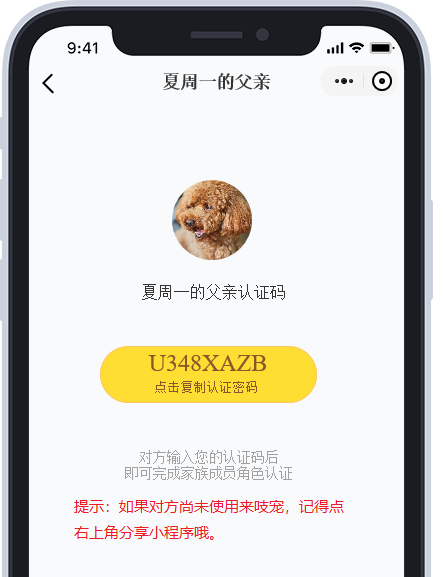 9:41
夏周一的父亲
夏周一的父亲认证码
U348XAZB
点击复制认证密码
对方输入您的认证码后
即可完成家族成员角色认证
提示：如果对方尚未使用来吱宠，记得点
右上角分享小程序哦。